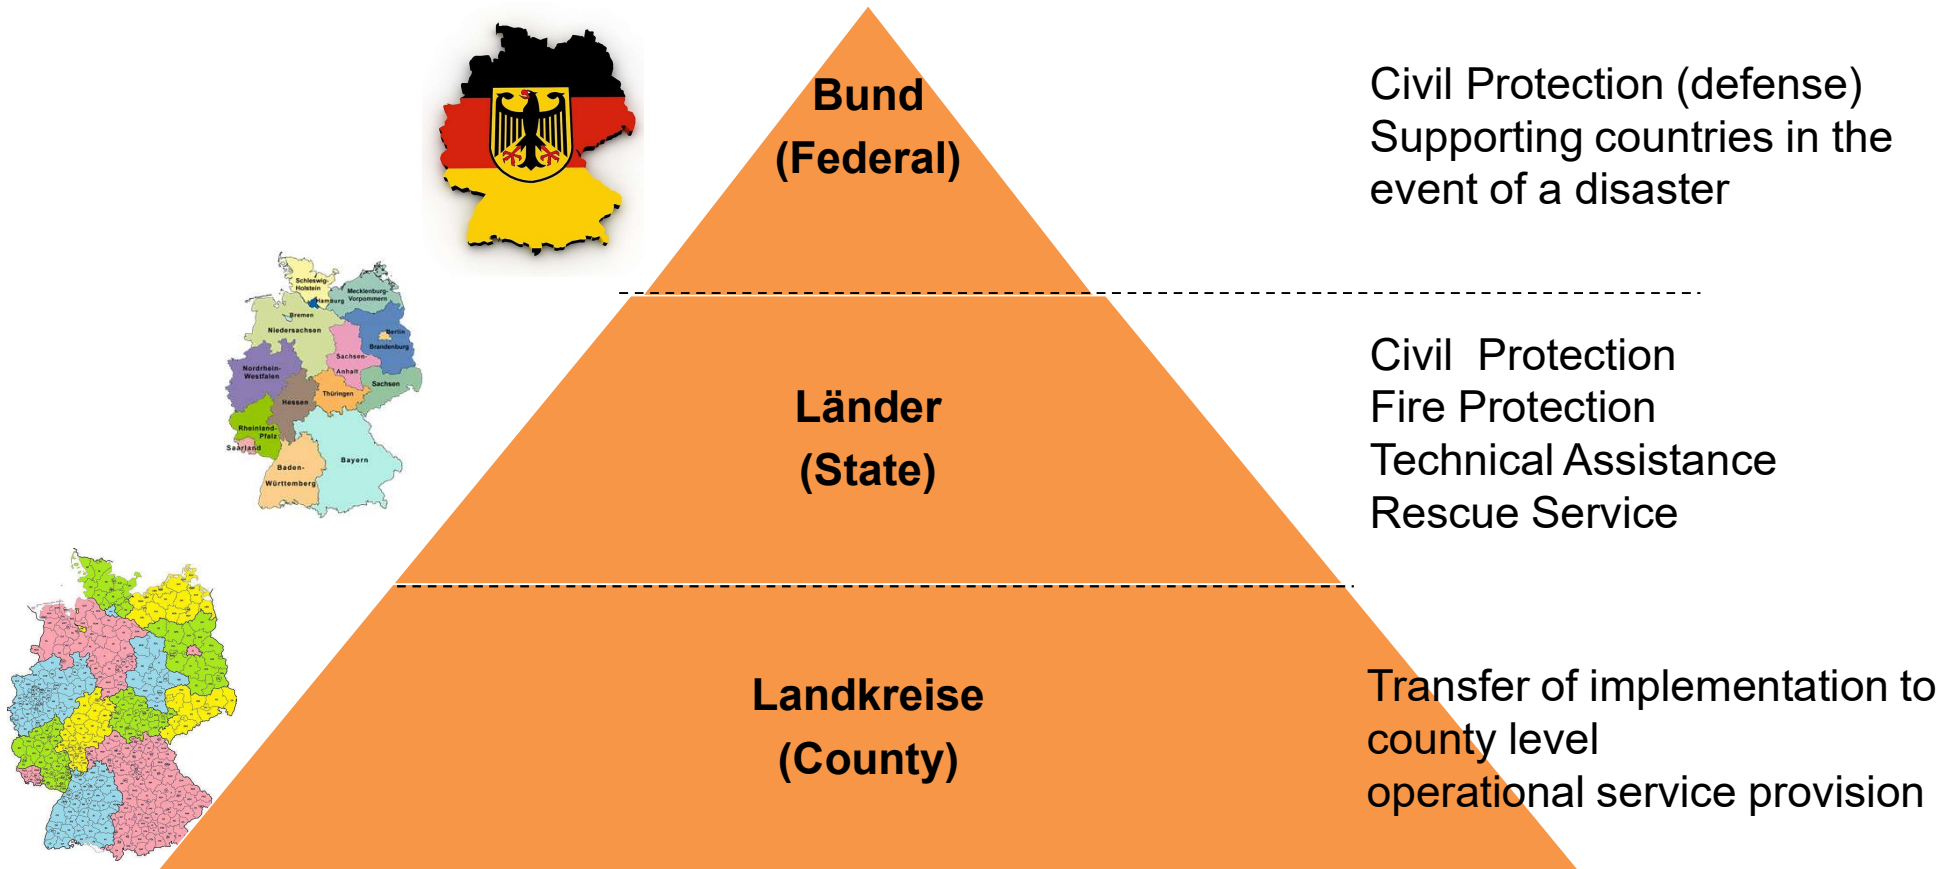 Bund
(Federal)
Civil Protection (defense)
Supporting countries in the
event of a disaster
Schleswig-
Holstein
Hamburg
Mecklenburg-
Vorpommern
Bremen
Niedersachsen
Berlin
Brandenburg
Sachsen-
Anhalt
Nordrhein-
Westfalen
Sachsen
Thüringen
Hessen
Rheinland-
Pfalz
Saarland
Bayern
Baden-
Württemberg
Länder
(State)
Civil  Protection
Fire Protection
Technical Assistance
Rescue Service
Landkreise
(County)
Transfer of implementation to
county level
operational service provision